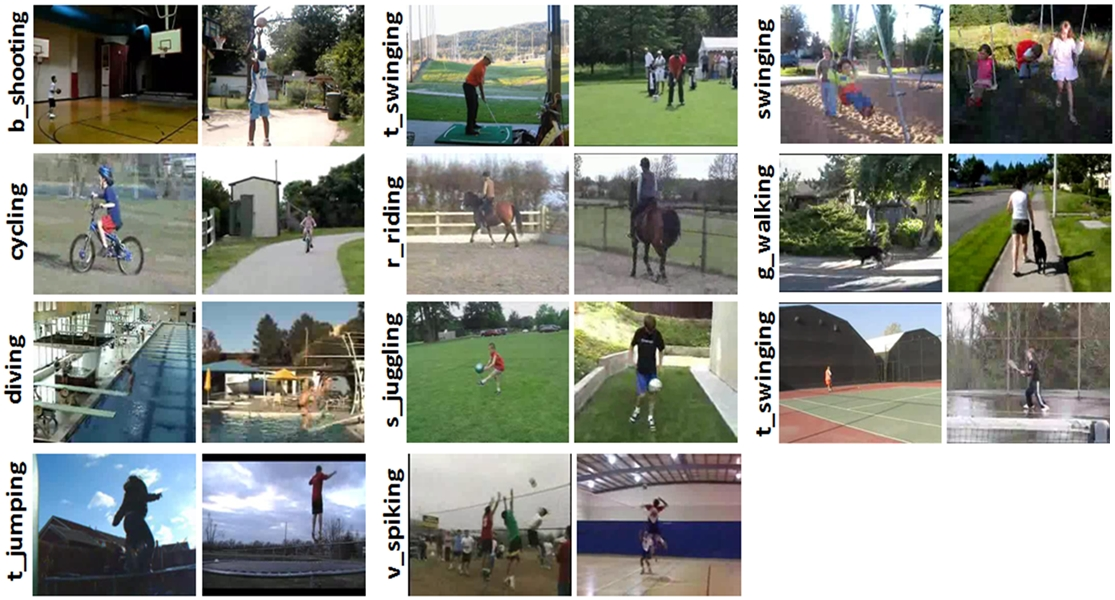 b_shooting
t_swinging
swinging
cycling
r_riding
g_walking
diving
s_juggling
t_swinging
t_jumping
v_spiking